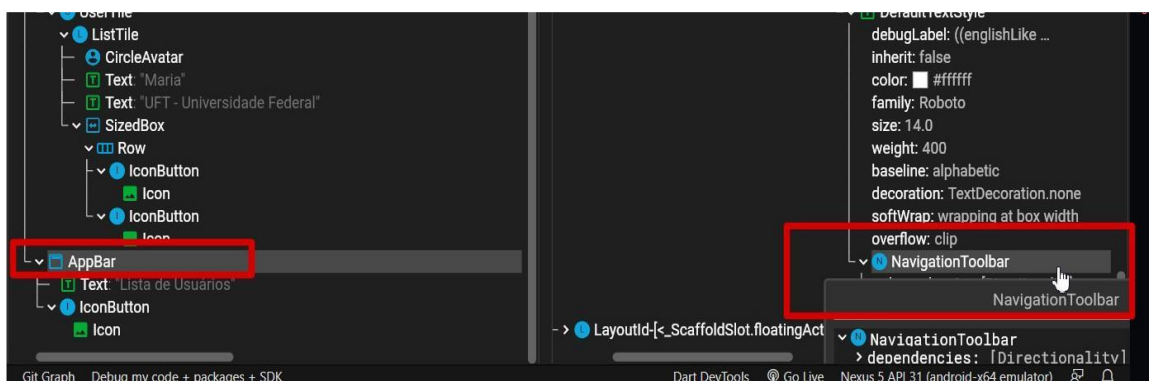 UserTile
ListTile
CircleAvatar
Text: "Maria"
Text: "UFT - Universidade Federal"
SizedBox
Row
IconButton
Icon
IconButton
Icon
AppBar
Text: "Lista de Usuários"
IconButton
Icon
DefaultTextStyle
debugLabel: ((englishLike ...
inherit: false
color: #ffffff
family: Roboto
size: 14.0
weight: 400
baseline: alphabetic
decoration: TextDecoration.none
softWrap: wrapping at box width
overflow: clip
NavigationToolbar
NavigationToolbar
LayoutId-[<_ScaffoldSlot.floatingAct
NavigationToolbar
dependencies: [Directionality]
Git Graph Debug my code + packages + SDK Dart DevTools Go Live Nexus 5 API 31 (android-x64 emulator)